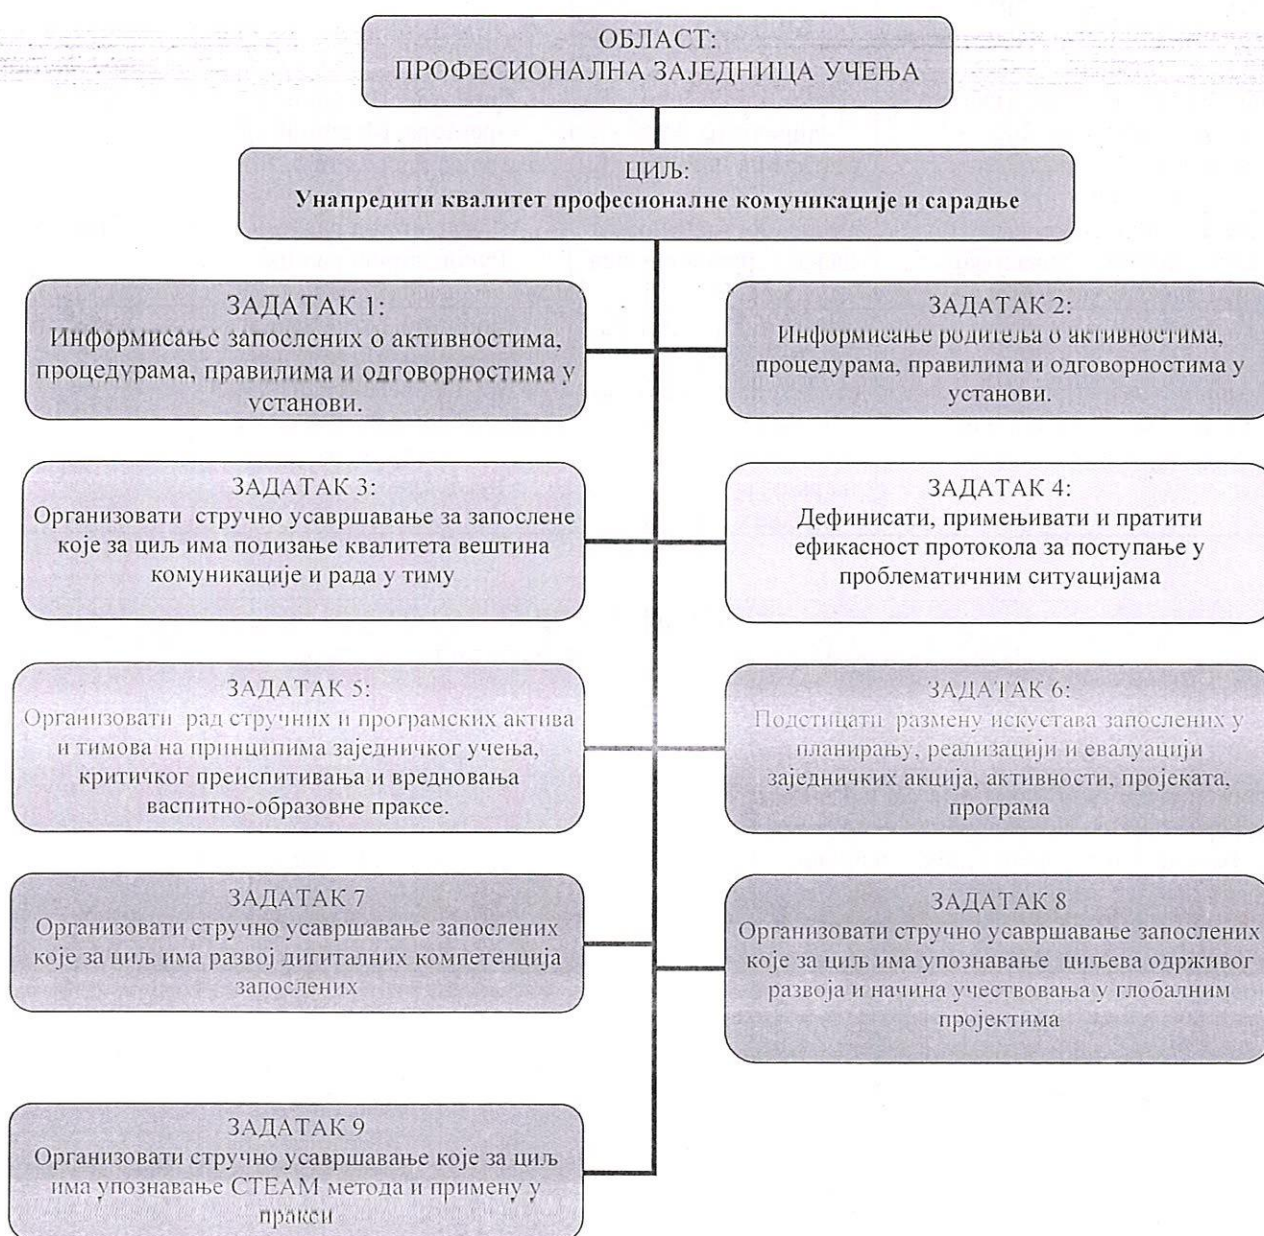 ОБЛАСТ:
ПРОФЕСИОНАЛНА ЗАЈЕДНИЦА УЧЕЊА
ЦИЉ:
Унапредити квалитет професионалне комуникације и сарадње
ЗАДАТАК 1:
Информисање запослених о активностима,
процедурама, правилима и одговорностима у
установи.
ЗАДАТАК 2:
Информисање родитеља о активностима,
процедурама, правилима и одговорностима у
установи.
ЗАДАТАК 3:
Организовати стручно усавршавање за запослене
које за циљ има подизање квалитета вештина
комуникације и рада у тиму
ЗАДАТАК 4:
Дефинисати, примењивати и пратити
ефикасност протокола за поступање у
проблематичним ситуацијама
ЗАДАТАК 5:
Организовати рад стручних и програмских актива
и тимова на принципима заједничког учења,
критичког преиспитивања и вредновања
васпитно-образовне праксе.
ЗАДАТАК 6:
Подстицати размену искустава запослених у
планирању, реализацији и евалуацији
заједничких акција, активности, пројеката,
програма
ЗАДАТАК 7
Организовати стручно усавршавање запослених
које за циљ има развој дигиталних компетенција
запослених
ЗАДАТАК 8
Организовати стручно усавршавање запослених
које за циљ има упознавање циљева одрживог
развоја и начина учествовања у глобалним
пројектима
ЗАДАТАК 9
Организовати стручно усавршавање које за циљ
има упознавање СТЕАМ метода и примену у
пракси